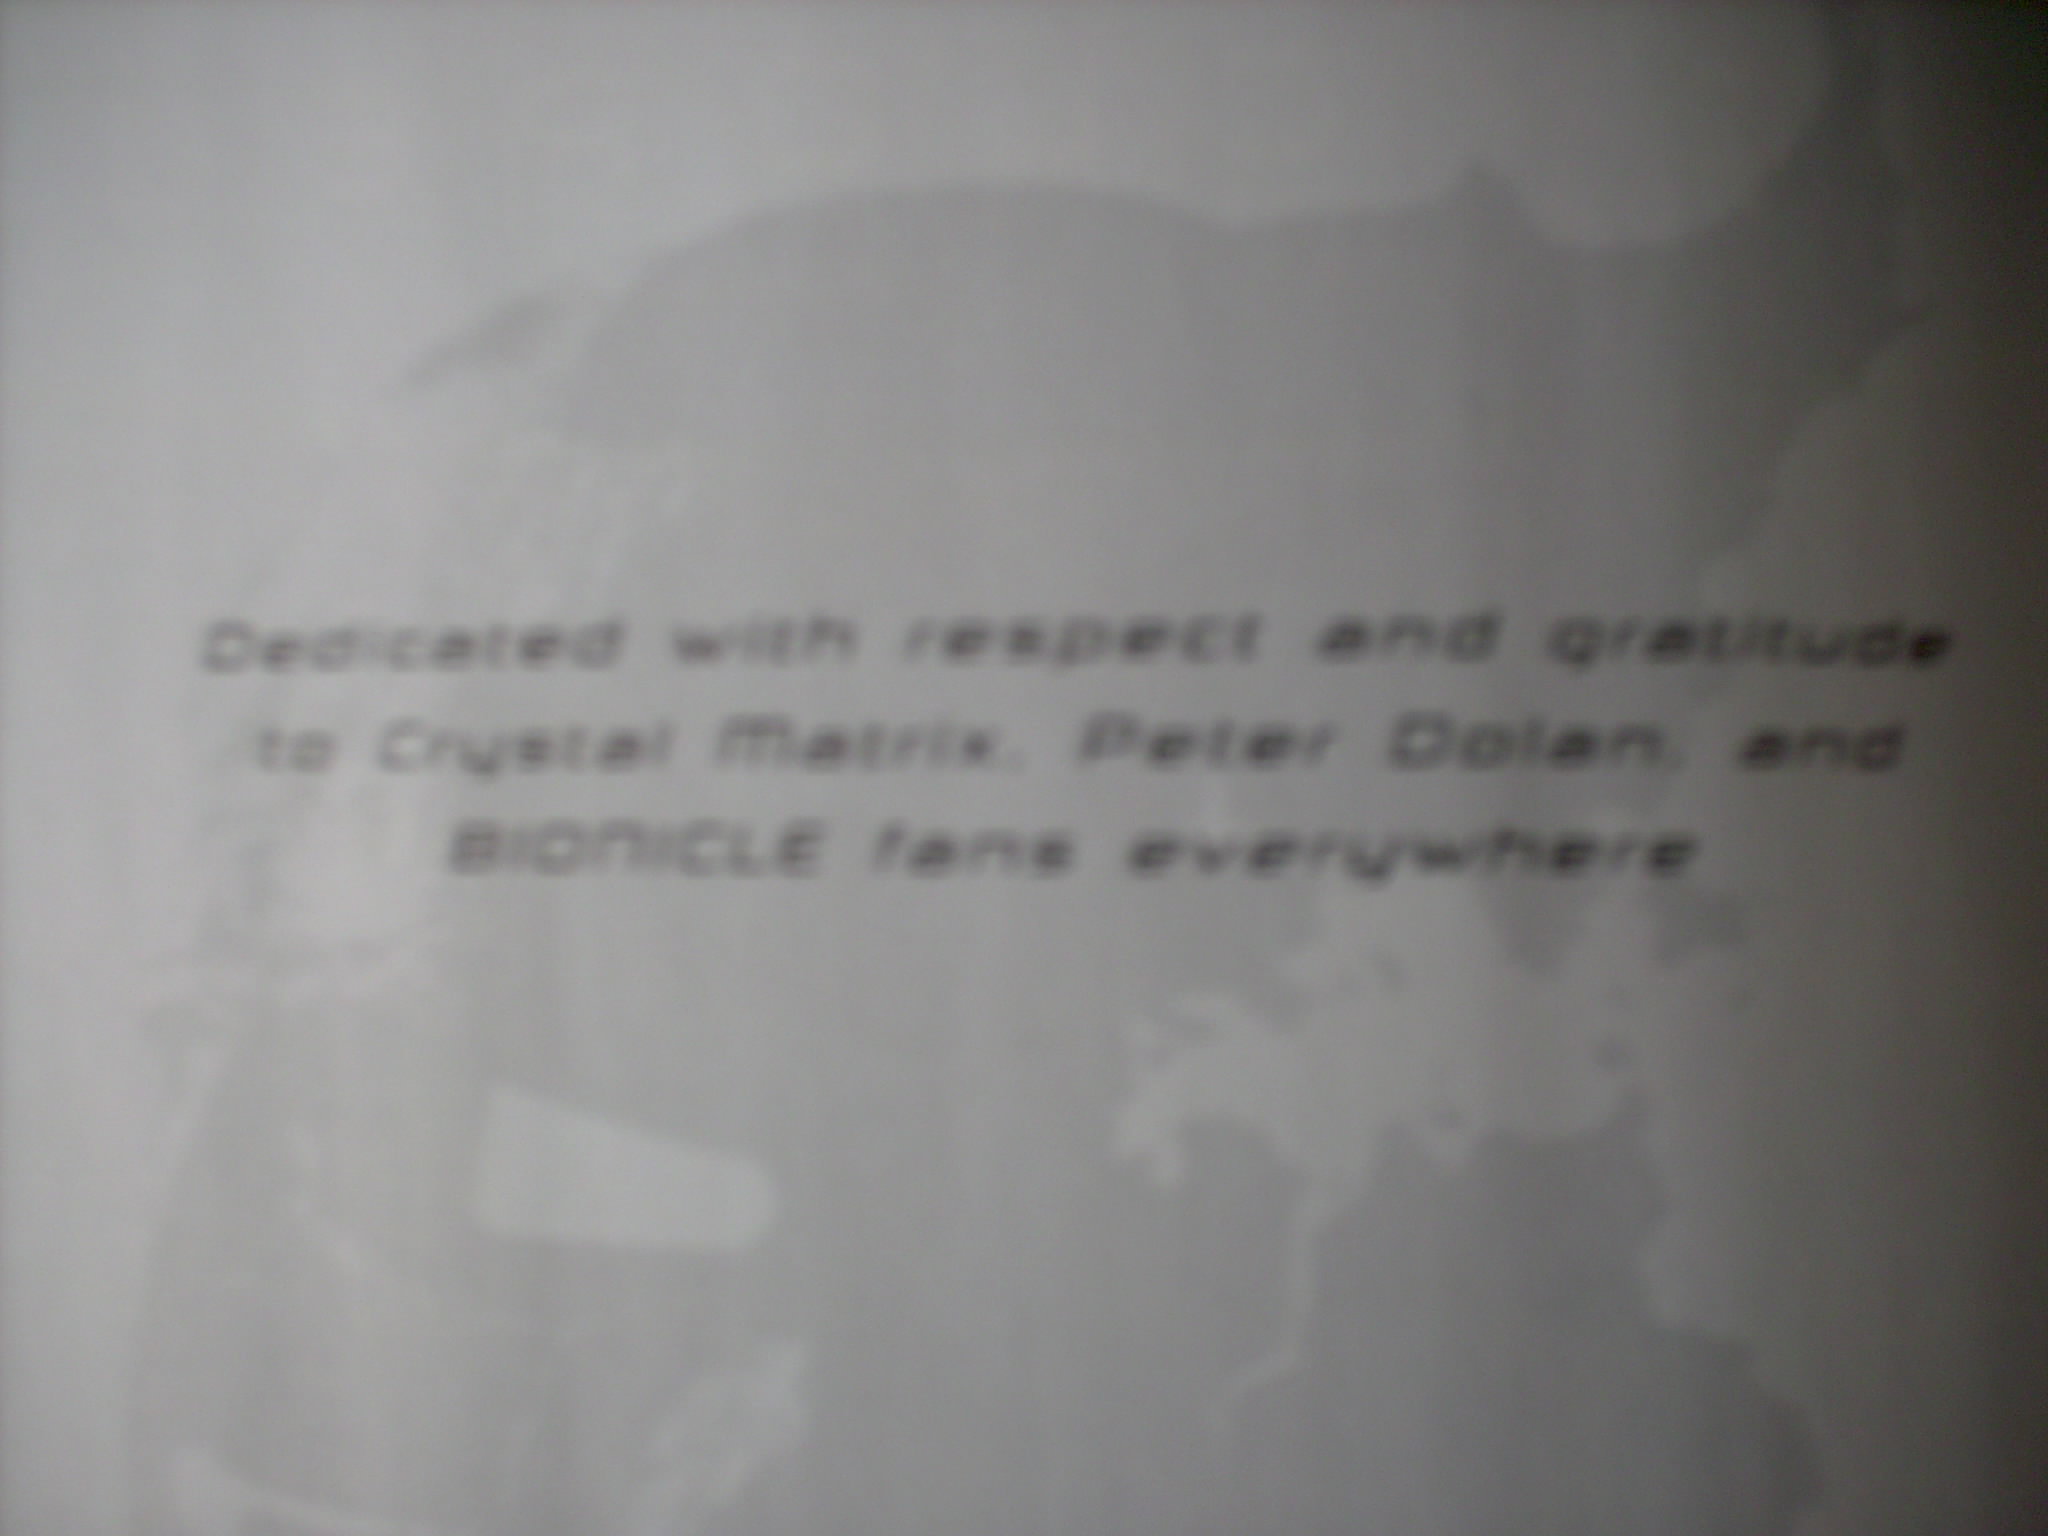 Dedicated with respect and gratitude
to Crystal Matrix, Peter Dolan, and
BIONICLE fans everywhere